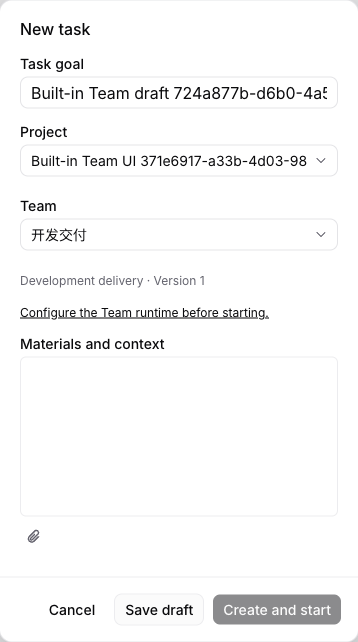 New task
Task goal
Built-in Team draft 724a877b-d6b0-4a5
Project
Built-in Team UI 371e6917-a33b-4d03-98
Team
开发交付
Development delivery · Version 1
Configure the Team runtime before starting.
Materials and context
Cancel
Save draft
Create and start